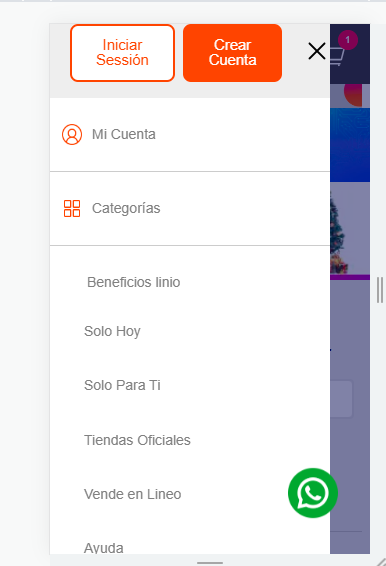 Iniciar
Sesión
Crear
Cuenta
1
Mi Cuenta
Categorías
Beneficios linio
Solo Hoy
Solo Para Ti
Tiendas Oficiales
Vende en Lineo
Ayuda